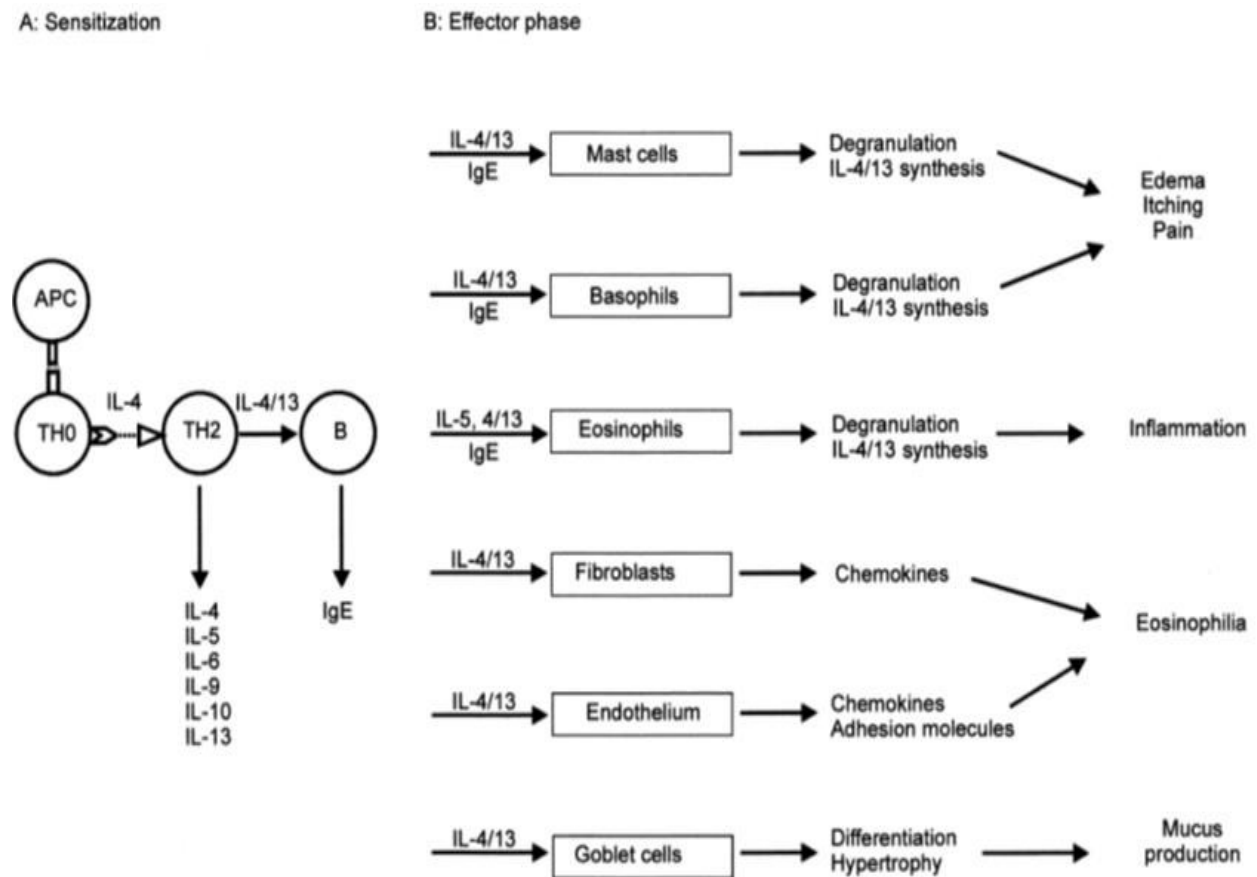 A: Sensitization
B: Effector phase
APC
TH0
IL-4
TH2
IL-4/13
B
IL-4
IL-5
IL-6
IL-9
IL-10
IL-13
IgE
IL-4/13
IgE
Mast cells
Degranulation
IL-4/13 synthesis
IL-4/13
IgE
Basophils
Degranulation
IL-4/13 synthesis
Edema
Itching
Pain
IL-5, 4/13
IgE
Eosinophils
Degranulation
IL-4/13 synthesis
Inflammation
IL-4/13
Fibroblasts
Chemokines
IL-4/13
Endothelium
Chemokines
Adhesion molecules
Eosinophilia
IL-4/13
Goblet cells
Differentiation
Hypertrophy
Mucus
production